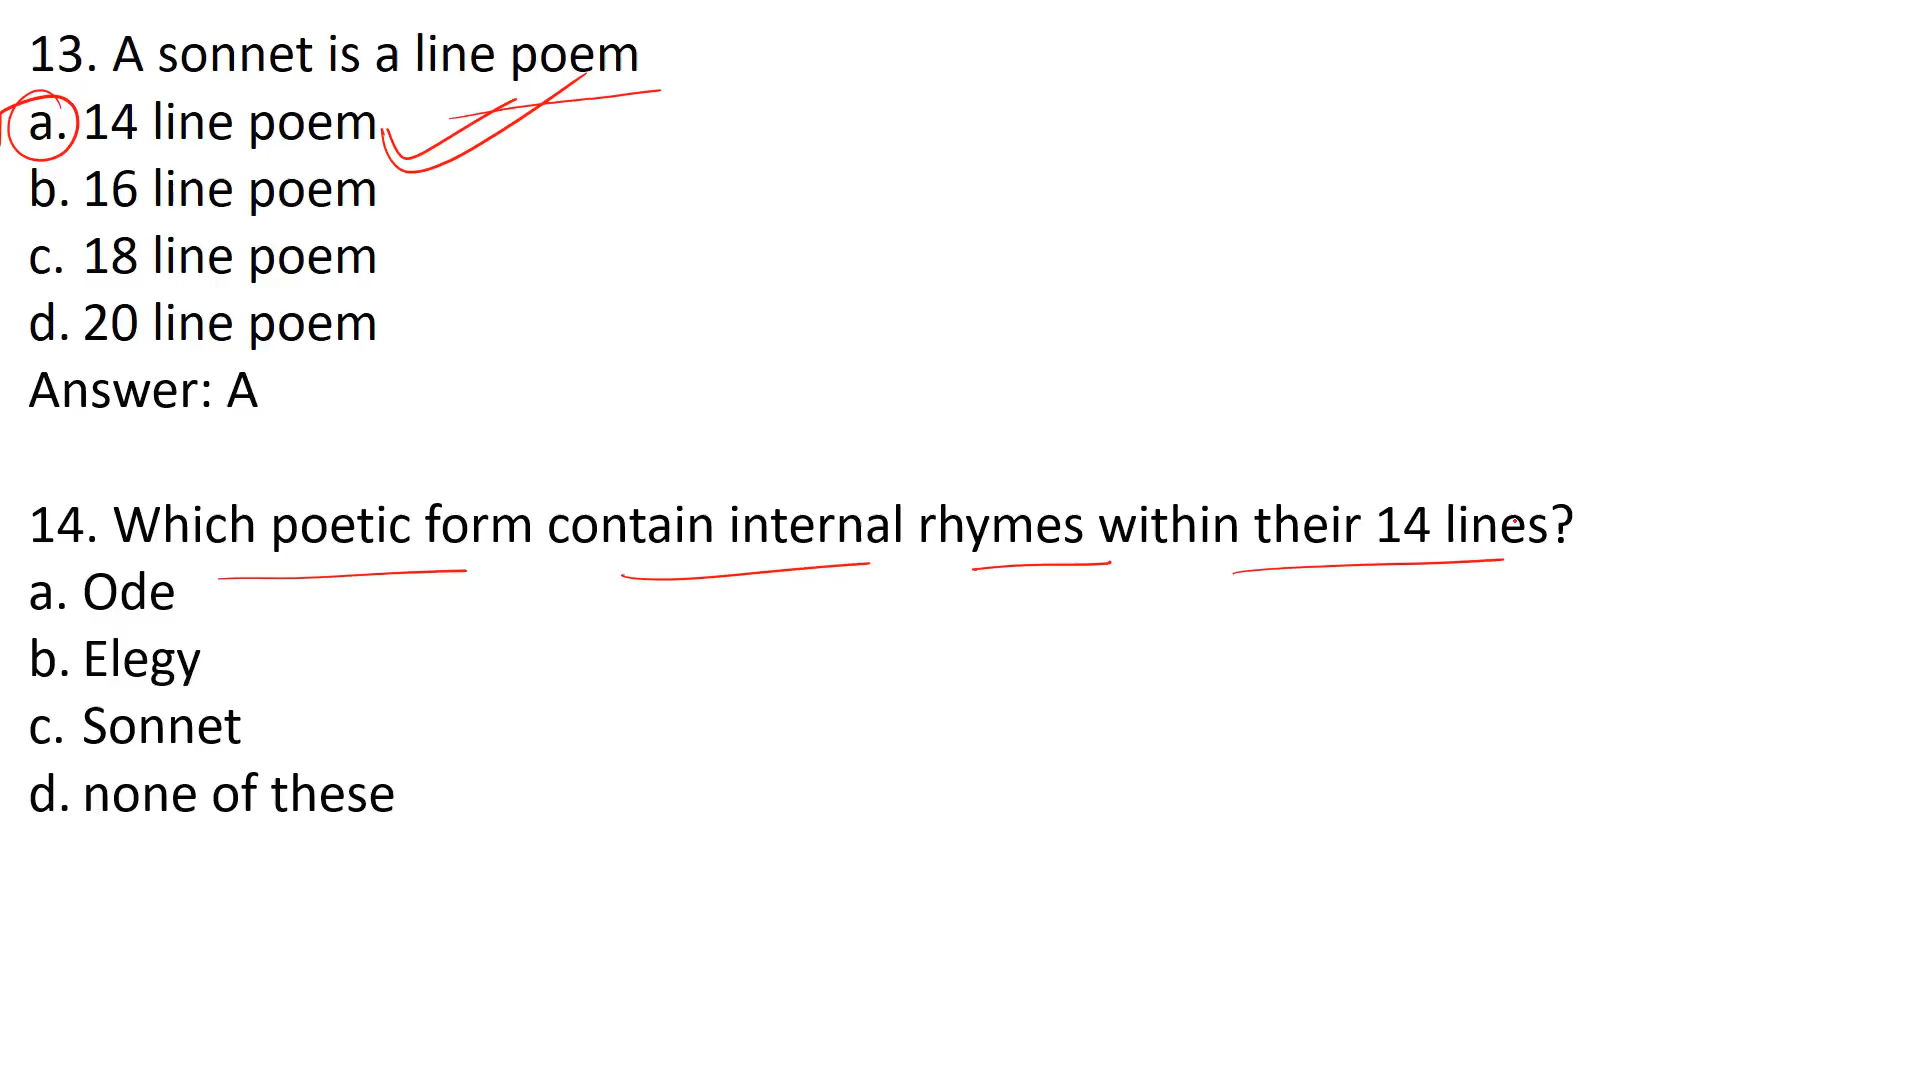 13. A sonnet is a line poem
a. 14 line poem
b. 16 line poem
c. 18 line poem
d. 20 line poem
Answer: A
14. Which poetic form contain internal rhymes within their 14 lines?
a. Ode
b. Elegy
c. Sonnet
d. none of these